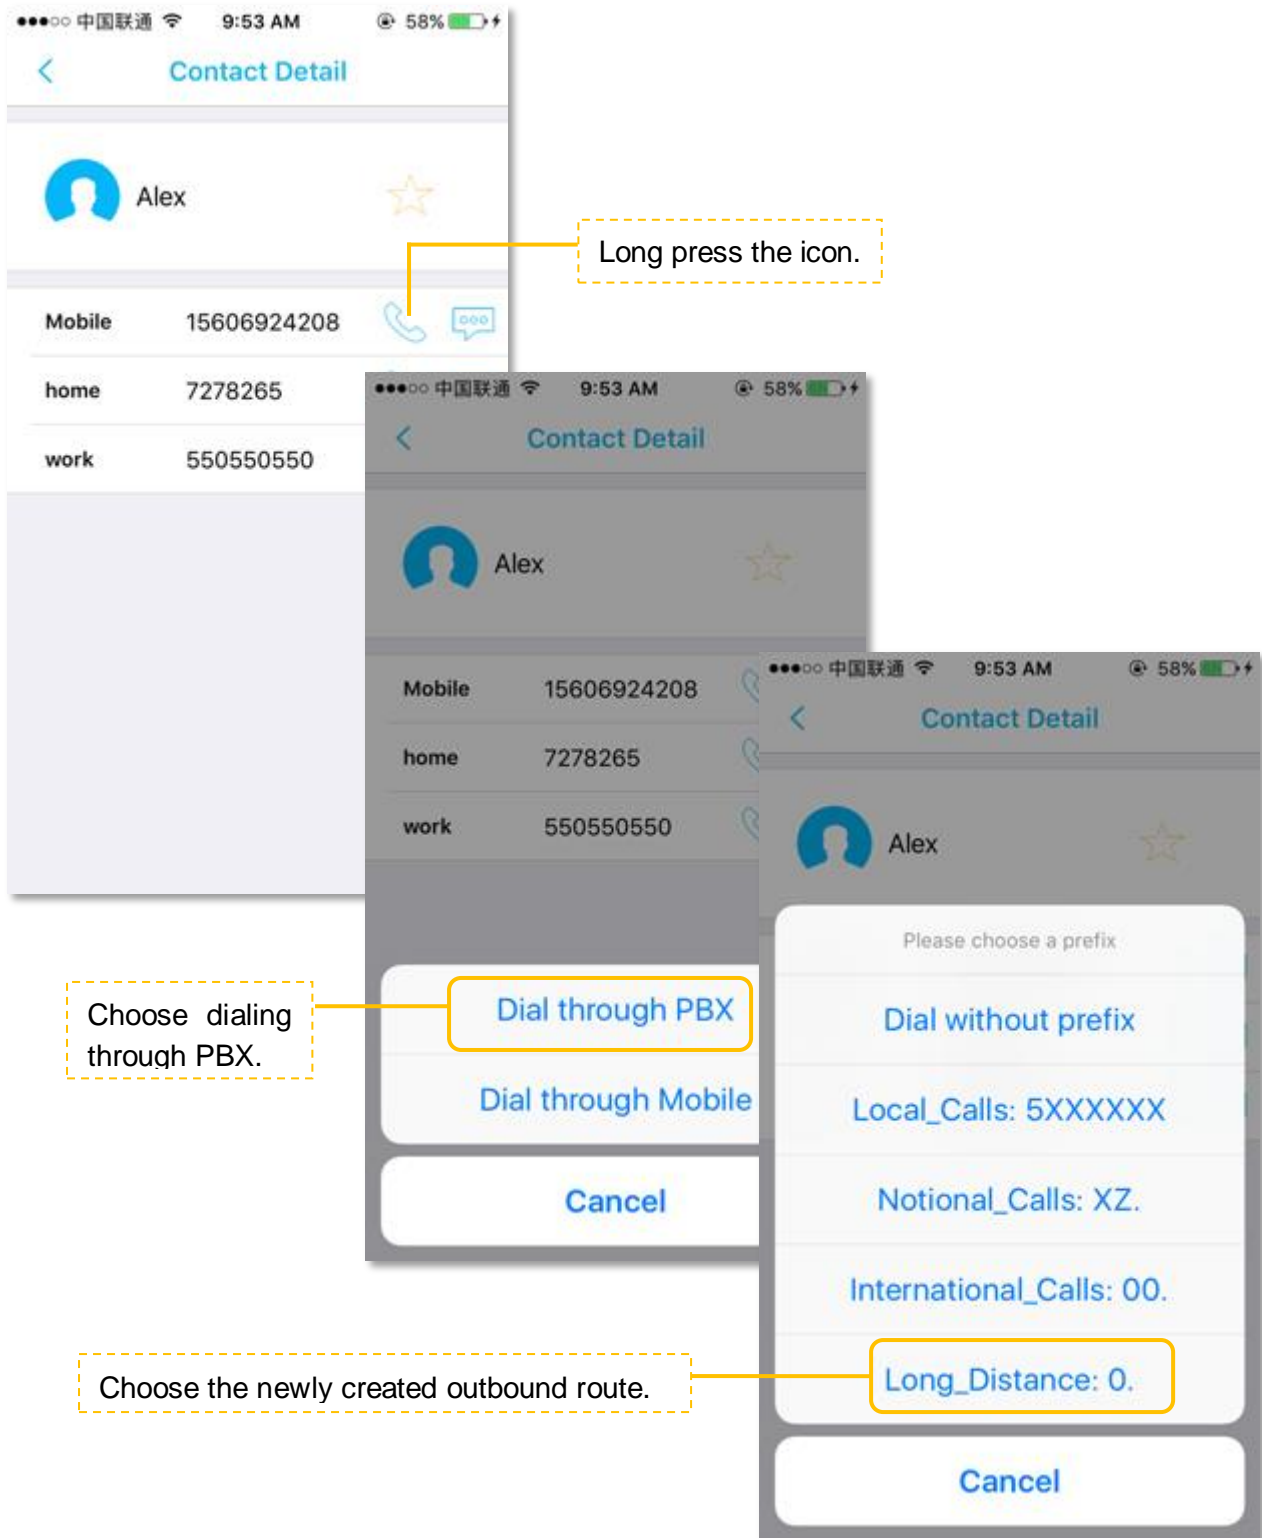 中国联通 9:53 AM 58%
Contact Detail
Alex
Long press the icon.
Mobile 15606924208
home 7278265
work 550550550
中国联通 9:53 AM 58%
Contact Detail
Alex
Mobile 15606924208
home 7278265
work 550550550
Choose dialing
through PBX.
Dial through PBX
Dial through Mobile
Cancel
中国联通 9:53 AM 58%
Contact Detail
Alex
Please choose a prefix
Dial without prefix
Local_Calls: 5XXXXXX
Notional_Calls: XZ.
International_Calls: 00.
Choose the newly created outbound route.
Long_Distance: 0.
Cancel